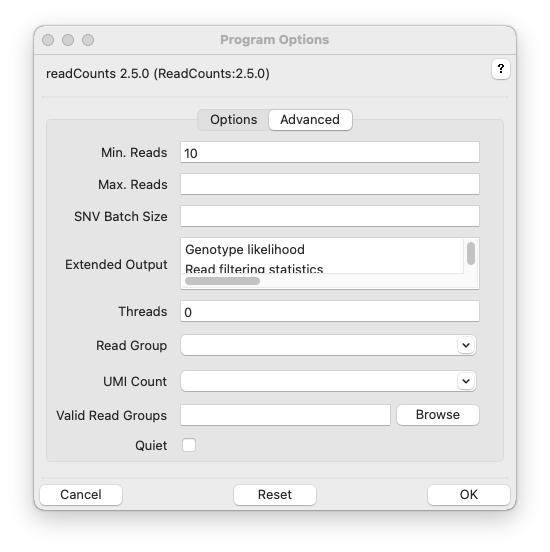 Program Options
readCounts 2.5.0 (ReadCounts:2.5.0)
?
Options Advanced
Min. Reads 10
Max. Reads
SNV Batch Size
Extended Output Genotype likelihood
Read filtering statistics
Threads 0
Read Group
UMI Count
Valid Read Groups Browse
Quiet
Cancel Reset OK